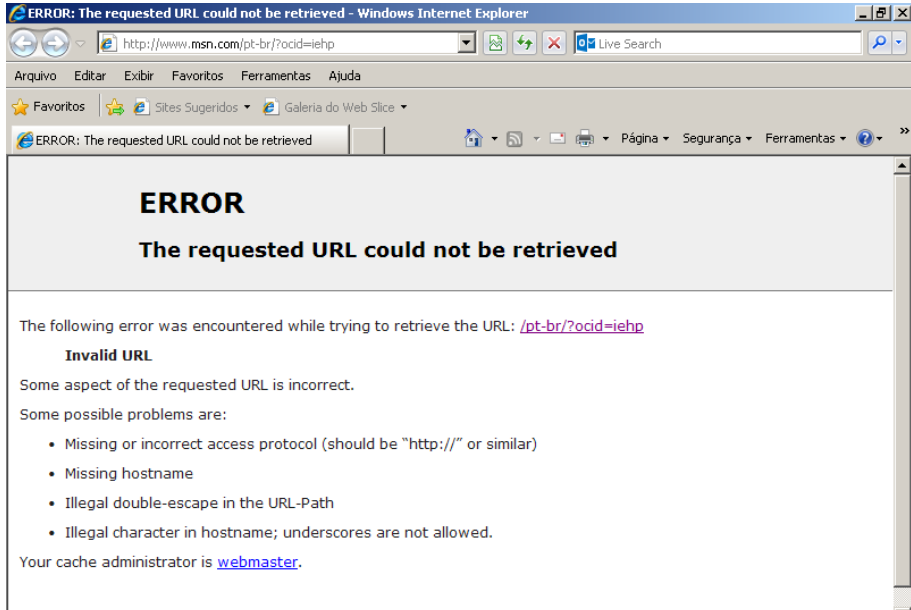 ERROR: The requested URL could not be retrieved - Windows Internet Explorer
http://www.msn.com/pt-br/?ocid=iehp
Live Search
Arquivo Editar Exibir Favoritos Ferramentas Ajuda
Favoritos Sites Sugeridos Galeria do Web Slice
ERROR: The requested URL could not be retrieved
Página Segurança Ferramentas »
ERROR
The requested URL could not be retrieved
The following error was encountered while trying to retrieve the URL: /pt-br/?ocid=iehp
Invalid URL
Some aspect of the requested URL is incorrect.
Some possible problems are:
• Missing or incorrect access protocol (should be “http://” or similar)
• Missing hostname
• Illegal double-escape in the URL-Path
• Illegal character in hostname; underscores are not allowed.
Your cache administrator is webmaster.